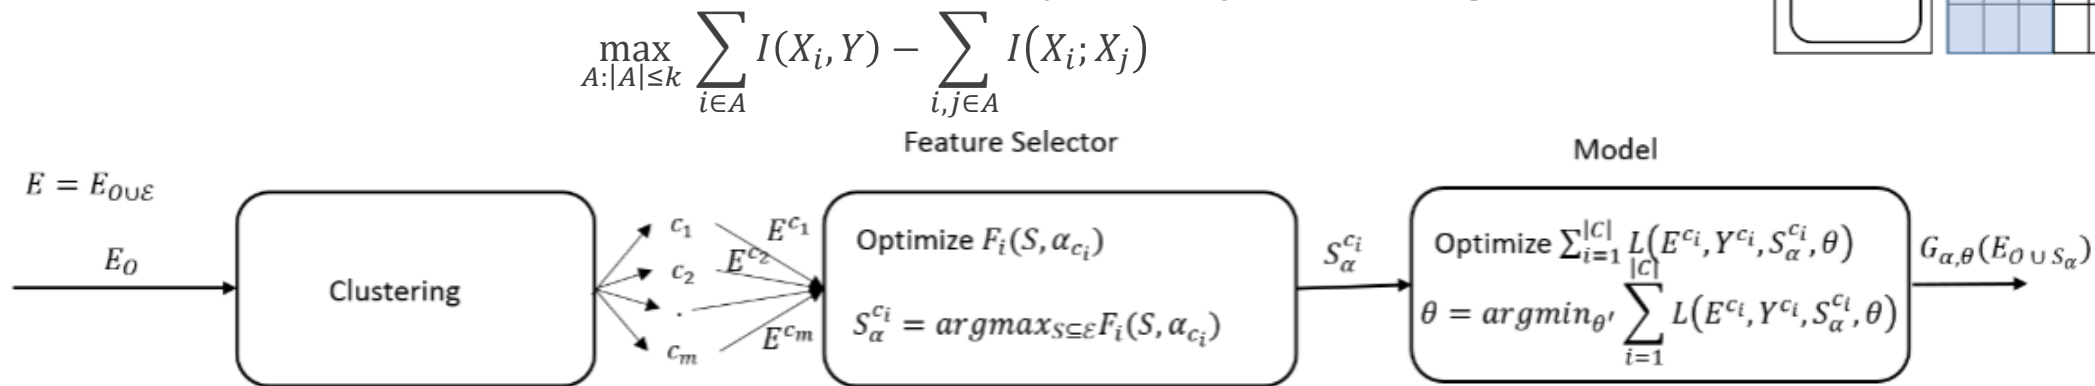 max A:|A|≤k ∑ i∈A I(X_i, Y) − ∑ i,j∈A I(X_i; X_j)
Feature Selector
Model
E = E_{O∪ℰ}
E_O
Clustering
c_1
c_2
.
c_m
E^{c_1}
E^{c_2}
E^{c_m}
Optimize F_i(S, α_{c_i})
S_α^{c_i} = argmax_{S⊆ℰ} F_i(S, α_{c_i})
S_α^{c_i}
Optimize ∑_{i=1}^{|C|} L(E^{c_i}, Y^{c_i}, S_α^{c_i}, θ)
θ = argmin_{θ'} ∑_{i=1}^{|C|} L(E^{c_i}, Y^{c_i}, S_α^{c_i}, θ)
G_{α,θ}(E_{O ∪ S_α})